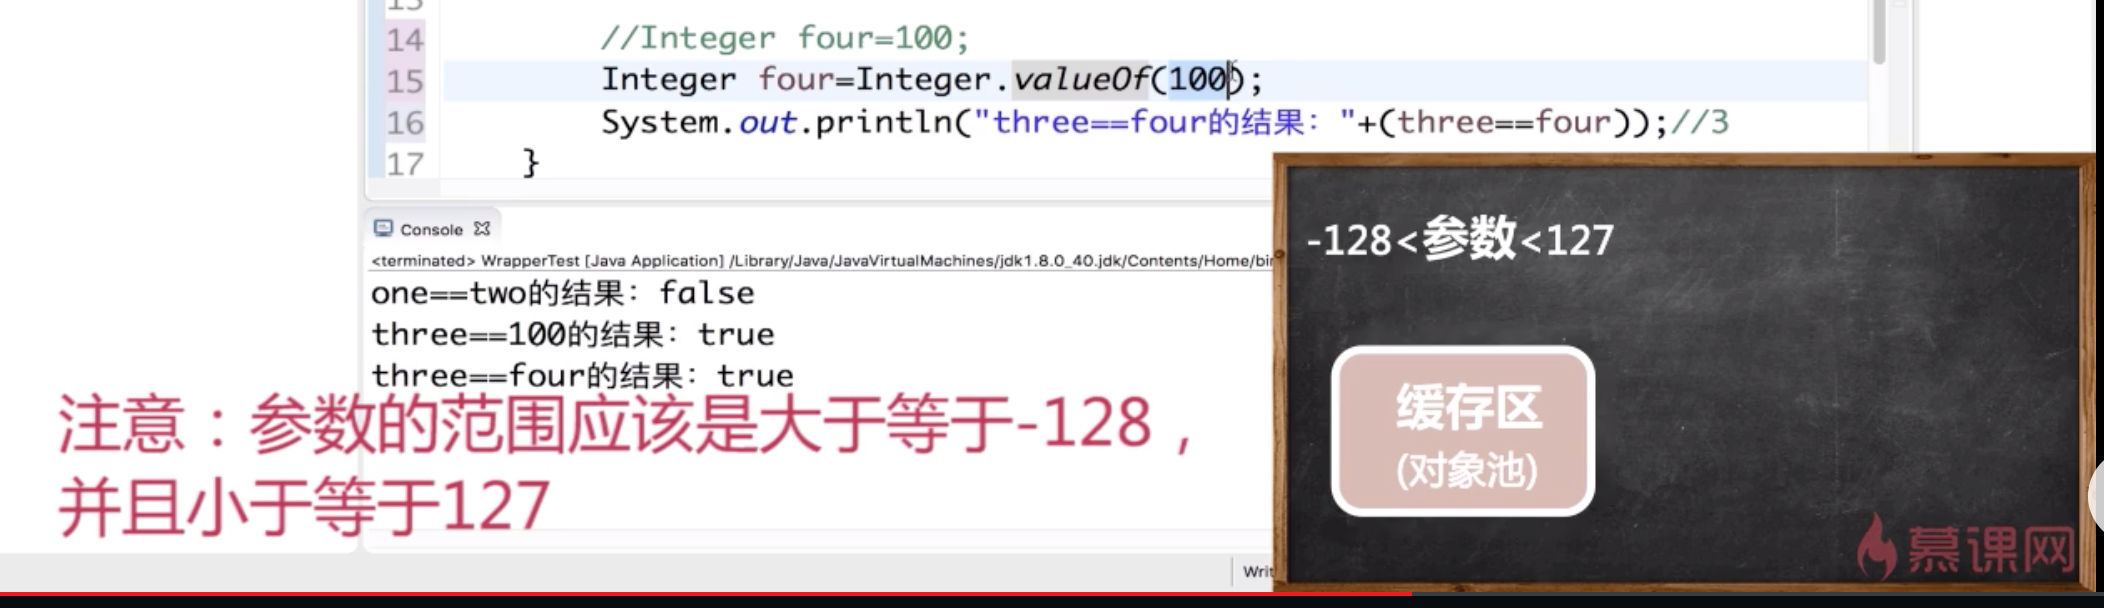 14 //Integer four=100;
15 Integer four=Integer.valueOf(100);
16 System.out.println("three==four的结果："+(three==four));//3
17 }
Console
<terminated> WrapperTest [Java Application] /Library/Java/JavaVirtualMachines/jdk1.8.0_40.jdk/Contents/Home/bin
one==two的结果：false
three==100的结果：true
three==four的结果：true
注意：参数的范围应该是大于等于-128，
并且小于等于127
-128<参数<127
缓存区
(对象池)
慕课网
Writ